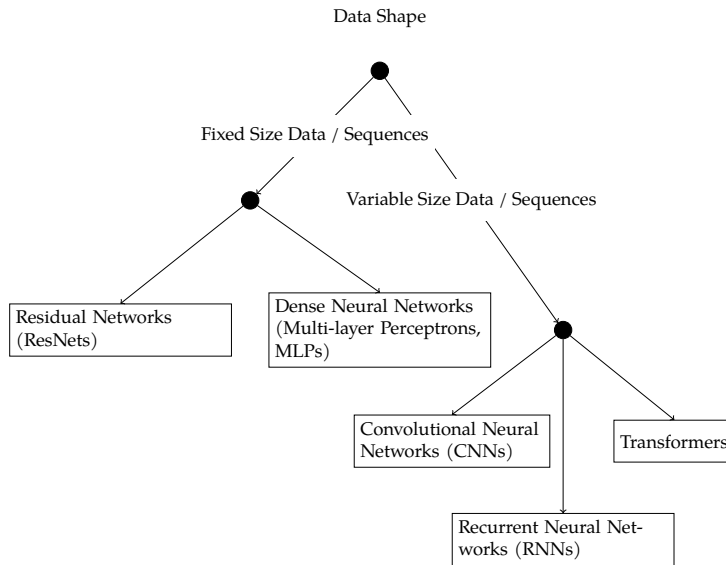 Data Shape
Fixed Size Data / Sequences
Variable Size Data / Sequences
Residual Networks
(ResNets)
Dense Neural Networks
(Multi-layer Perceptrons,
MLPs)
Convolutional Neural
Networks (CNNs)
Transformers
Recurrent Neural Net-
works (RNNs)